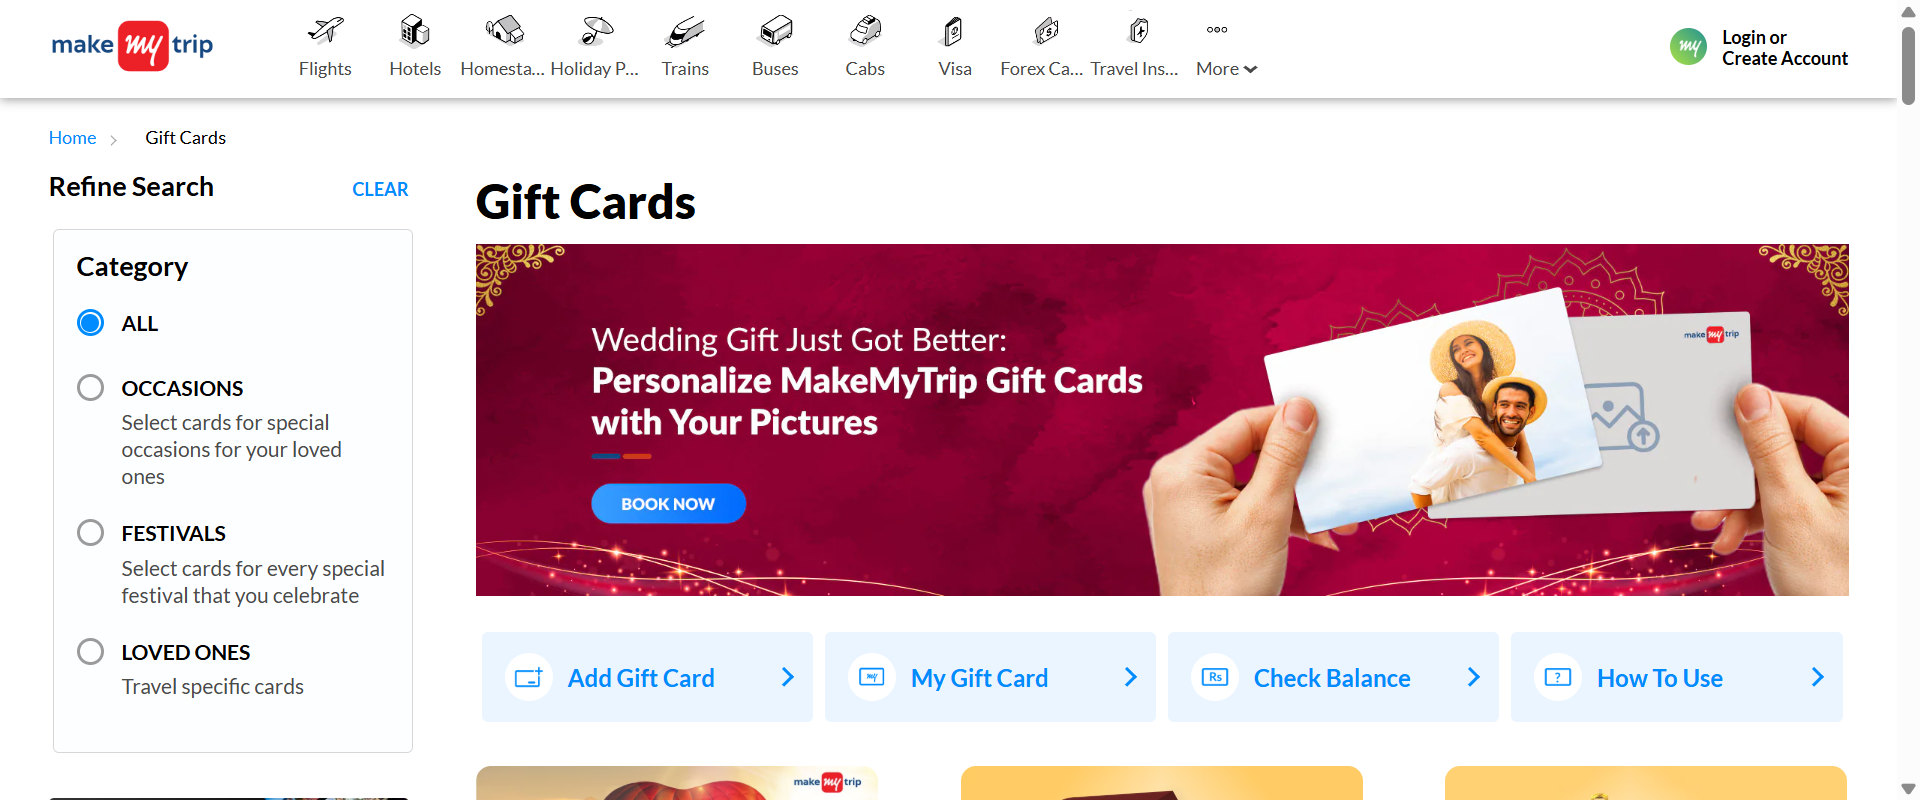 make my trip
Flights
Hotels
Homesta...
Holiday P...
Trains
Buses
Cabs
Visa
Forex Ca...
Travel Ins...
More
my
Login or
Create Account
Home
Gift Cards
Refine Search
CLEAR
Category
ALL
OCCASIONS
Select cards for special
occasions for your loved
ones
FESTIVALS
Select cards for every special
festival that you celebrate
LOVED ONES
Travel specific cards
Gift Cards
Wedding Gift Just Got Better:
Personalize MakeMyTrip Gift Cards
with Your Pictures
BOOK NOW
make my trip
Add Gift Card
my
My Gift Card
Rs
Check Balance
?
How To Use
make my trip